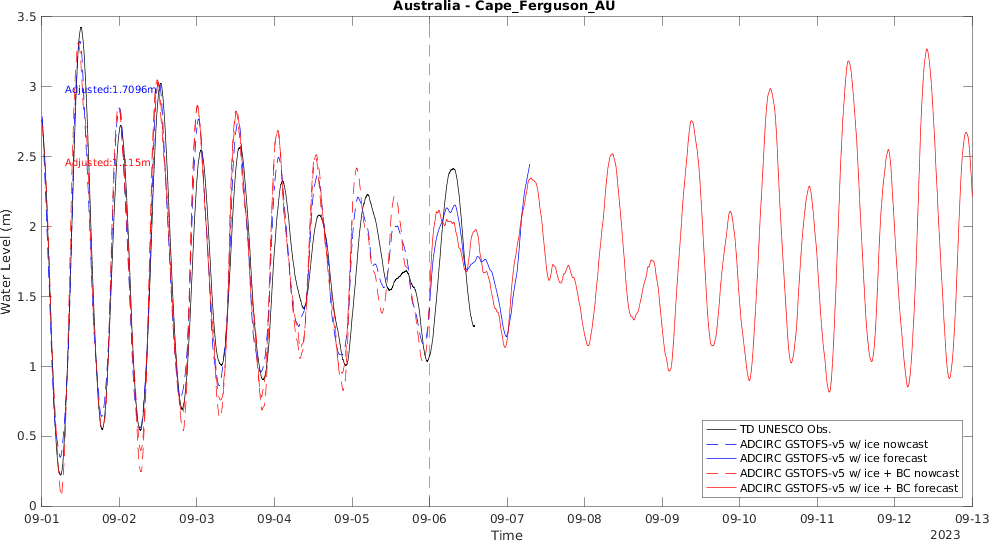 Australia - Cape_Ferguson_AU
3.5
3
2.5
2
1.5
1
0.5
0
Water Level (m)
Adjusted:1.7096m
Adjusted:1.115m
TD UNESCO Obs.
ADCIRC GSTOFS-v5 w/ ice nowcast
ADCIRC GSTOFS-v5 w/ ice forecast
ADCIRC GSTOFS-v5 w/ ice + BC nowcast
ADCIRC GSTOFS-v5 w/ ice + BC forecast
09-01 09-02 09-03 09-04 09-05 09-06 09-07 09-08 09-09 09-10 09-11 09-12 09-13
Time
2023